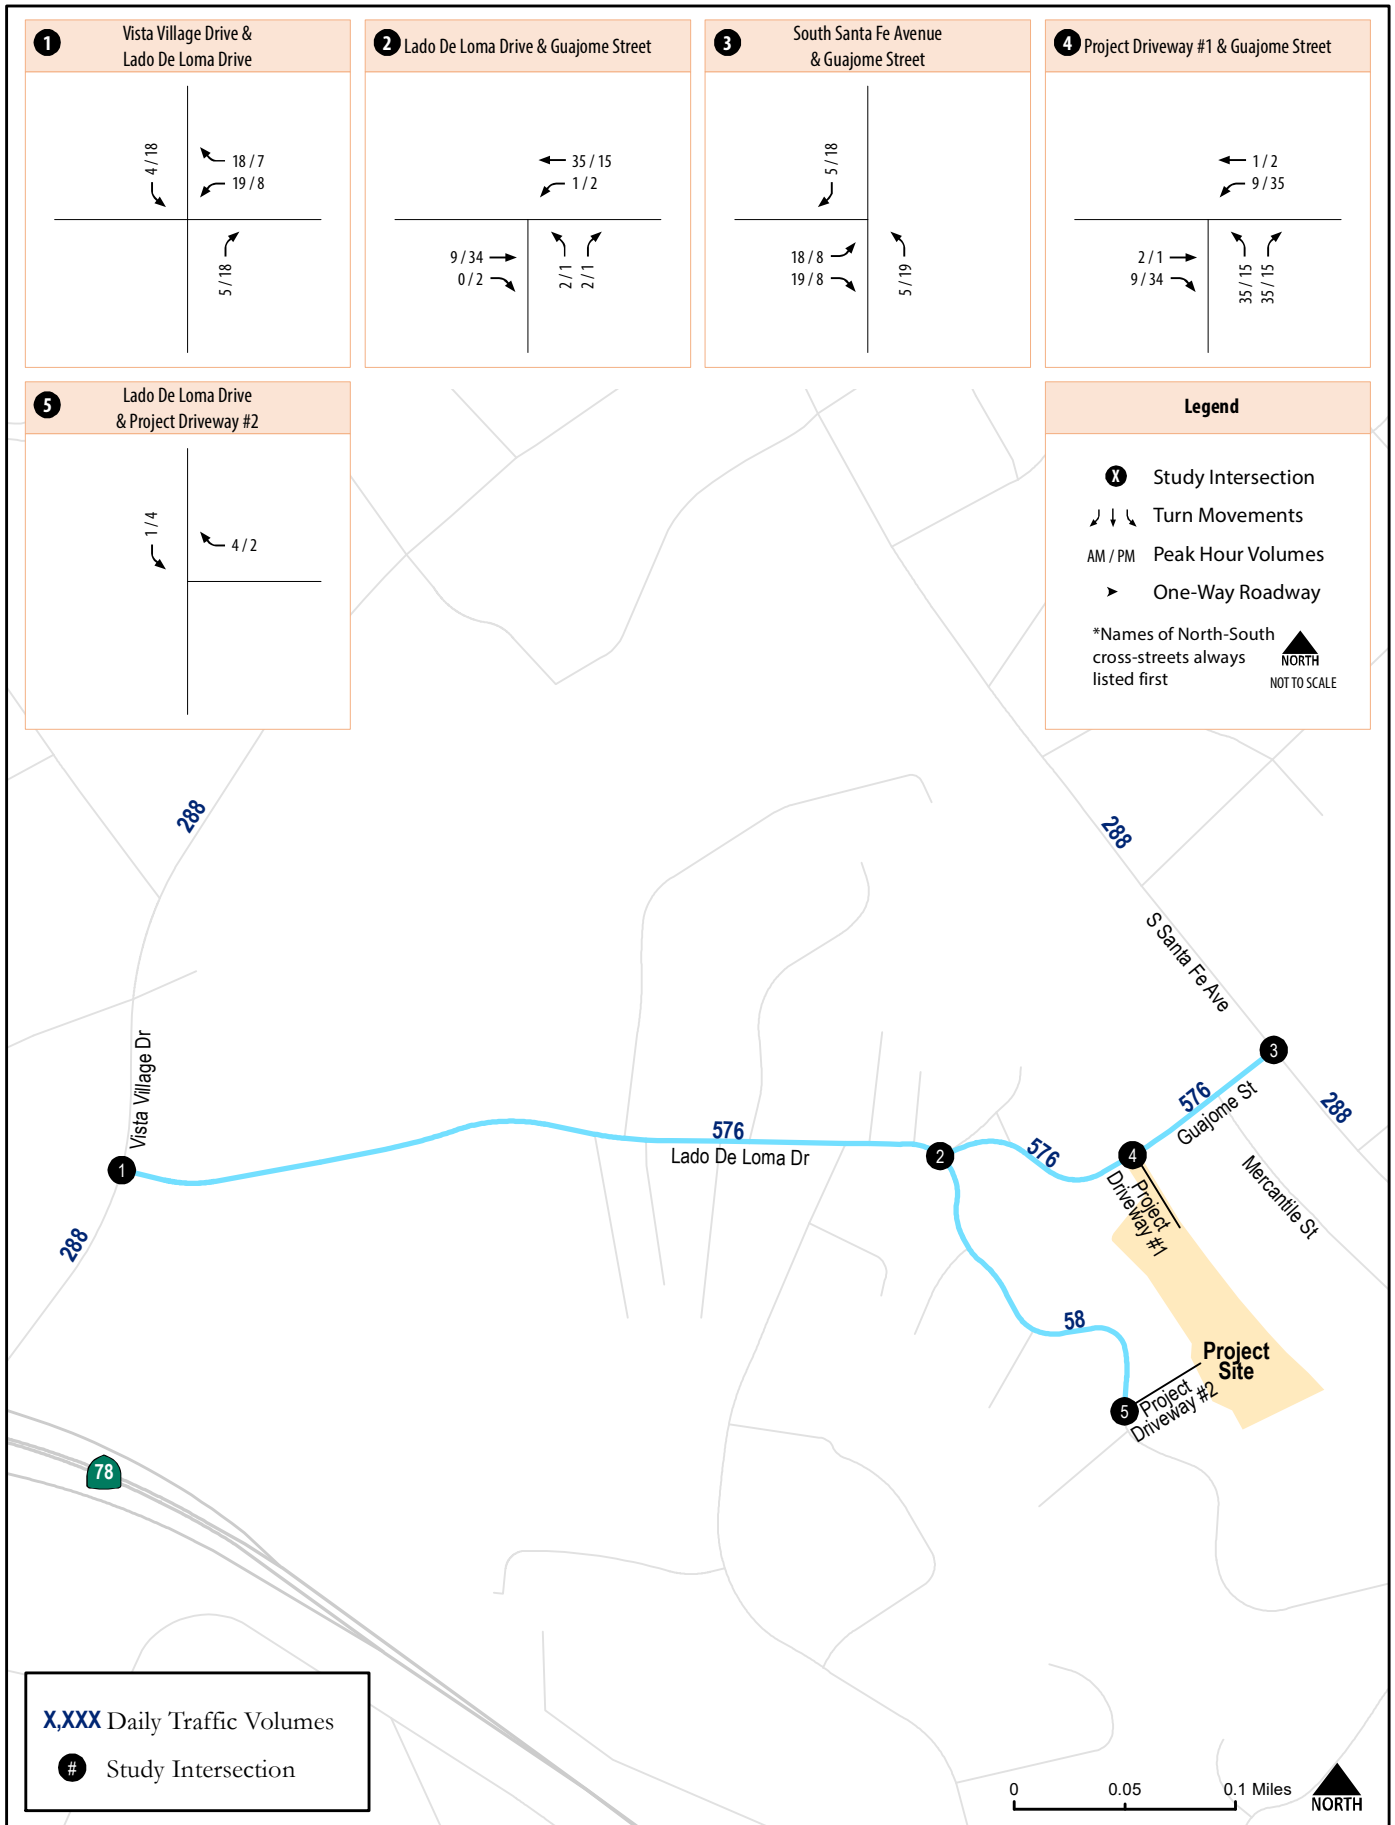 1
Vista Village Drive &
Lado De Loma Drive
4 / 18
18 / 7
19 / 8
5 / 18
2
Lado De Loma Drive & Guajome Street
35 / 15
1 / 2
9 / 34
0 / 2
2 / 1
2 / 1
3
South Santa Fe Avenue
& Guajome Street
5 / 18
18 / 8
19 / 8
5 / 19
4
Project Driveway #1 & Guajome Street
1 / 2
9 / 35
2 / 1
9 / 34
35 / 15
35 / 15
5
Lado De Loma Drive
& Project Driveway #2
1 / 4
4 / 2
Legend
X Study Intersection
Turn Movements
AM / PM Peak Hour Volumes
One-Way Roadway
*Names of North-South
cross-streets always
listed first
NORTH
NOT TO SCALE
288
288
S Santa Fe Ave
Vista Village Dr
3
576
Guajome St
288
576
Lado De Loma Dr
1
2
576
4
Project
Driveway #1
Mercantile St
288
58
Project
Site
5
Project
Driveway #2
78
X,XXX Daily Traffic Volumes
# Study Intersection
0 0.05 0.1 Miles
NORTH